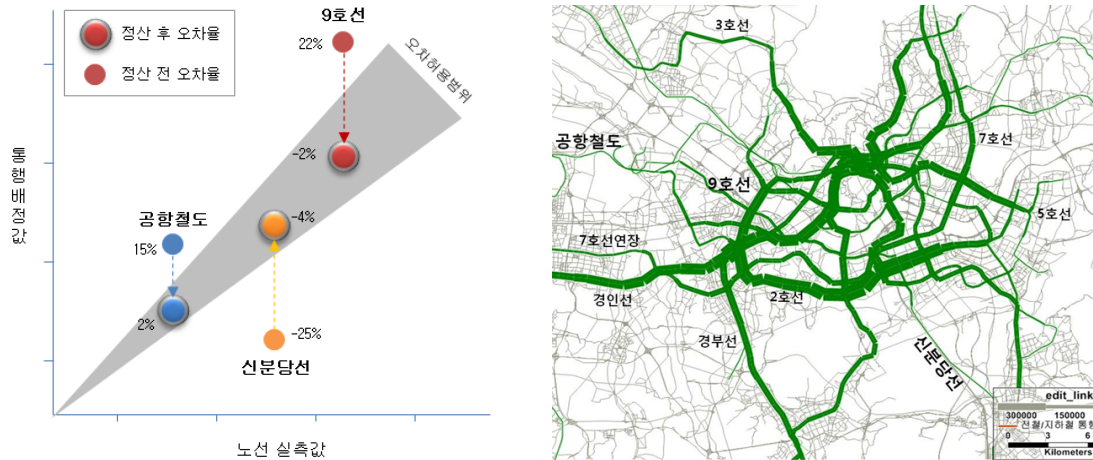 정산 후 오차율
정산 전 오차율
9호선
22%
오차허용범위
-2%
공항철도
15%
-4%
2%
-25%
신분당선
통행배정값
노선 실측값
3호선
공항철도
7호선
9호선
5호선
7호선연장
경인선
2호선
경부선
신분당선
edit_link
300000 150000
전철/지하철 통행
0 3 6
Kilometers